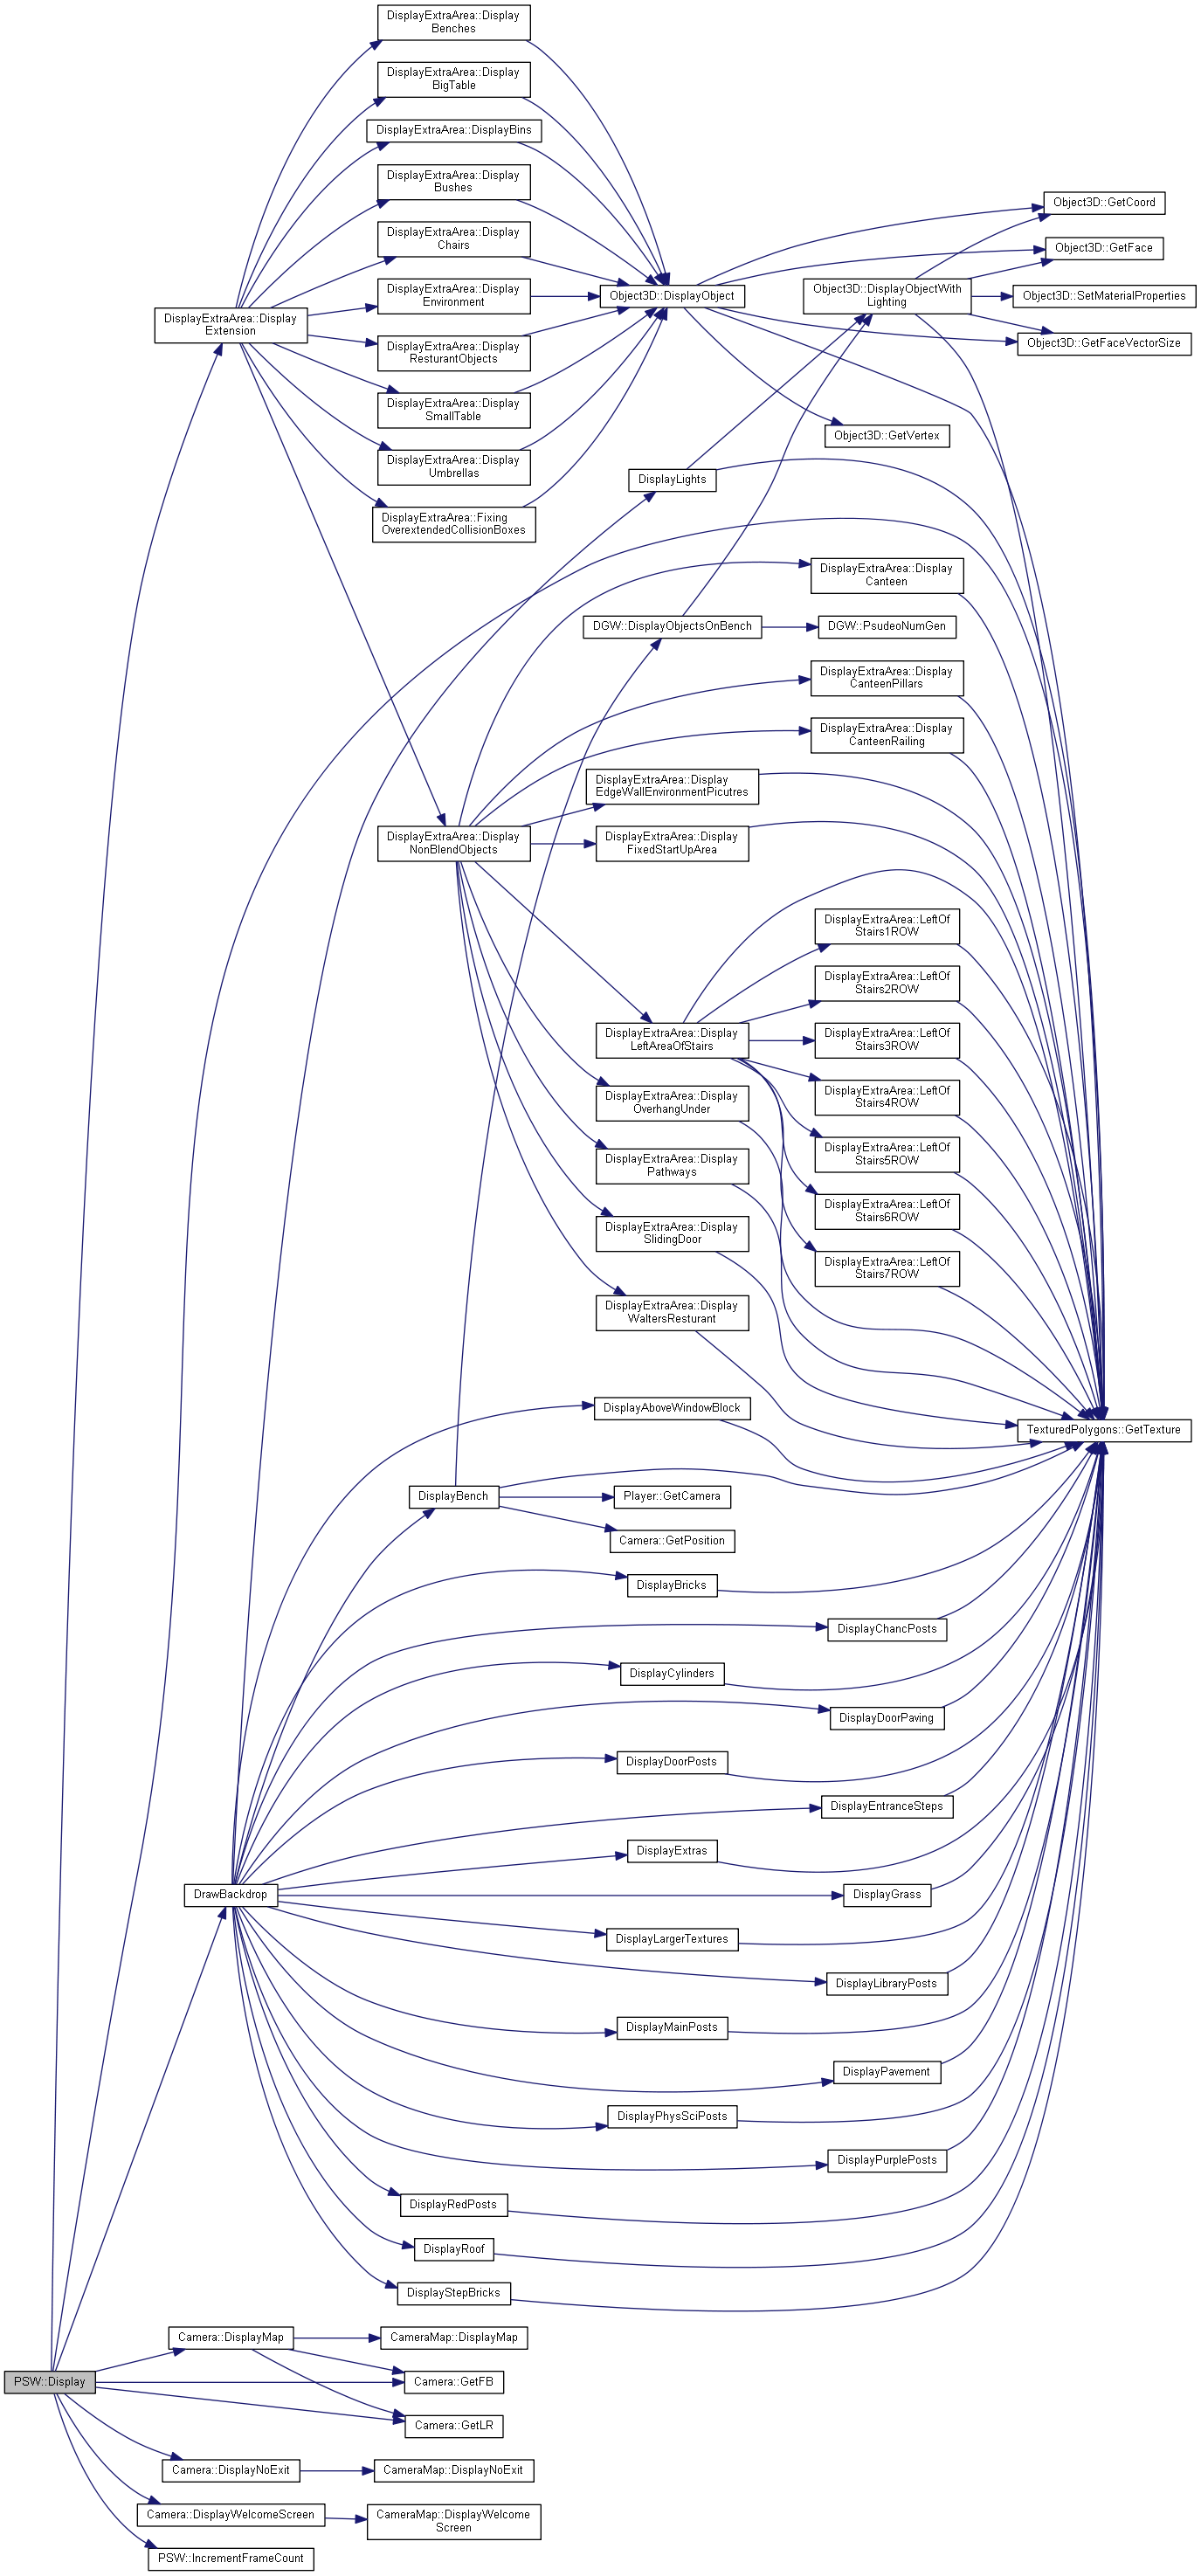 DisplayExtraArea::Display
Benches
DisplayExtraArea::Display
BigTable
DisplayExtraArea::DisplayBins
DisplayExtraArea::Display
Bushes
Object3D::GetCoord
DisplayExtraArea::Display
Chairs
Object3D::GetFace
DisplayExtraArea::Display
Environment
Object3D::DisplayObject
Object3D::DisplayObjectWith
Lighting
Object3D::SetMaterialProperties
DisplayExtraArea::Display
Extension
DisplayExtraArea::Display
ResturantObjects
Object3D::GetFaceVectorSize
DisplayExtraArea::Display
SmallTable
Object3D::GetVertex
DisplayExtraArea::Display
Umbrellas
DisplayLights
DisplayExtraArea::Fixing
OverextendedCollisionBoxes
DisplayExtraArea::Display
Canteen
DGW::DisplayObjectsOnBench
DGW::PsudeoNumGen
DisplayExtraArea::Display
CanteenPillars
DisplayExtraArea::Display
CanteenRailing
DisplayExtraArea::Display
EdgeWallEnvironmentPicutres
DisplayExtraArea::Display
NonBlendObjects
DisplayExtraArea::Display
FixedStartUpArea
DisplayExtraArea::LeftOf
Stairs1ROW
DisplayExtraArea::LeftOf
Stairs2ROW
DisplayExtraArea::Display
LeftAreaOfStairs
DisplayExtraArea::LeftOf
Stairs3ROW
DisplayExtraArea::LeftOf
Stairs4ROW
DisplayExtraArea::Display
OverhangUnder
DisplayExtraArea::LeftOf
Stairs5ROW
DisplayExtraArea::Display
Pathways
DisplayExtraArea::LeftOf
Stairs6ROW
DisplayExtraArea::Display
SlidingDoor
DisplayExtraArea::LeftOf
Stairs7ROW
DisplayExtraArea::Display
WaltersResturant
DisplayAboveWindowBlock
TexturedPolygons::GetTexture
DisplayBench
Player::GetCamera
Camera::GetPosition
DisplayBricks
DisplayChancPosts
DisplayCylinders
DisplayDoorPaving
DisplayDoorPosts
DisplayEntranceSteps
DisplayExtras
DrawBackdrop
DisplayGrass
DisplayLargerTextures
DisplayLibraryPosts
DisplayMainPosts
DisplayPavement
DisplayPhysSciPosts
DisplayPurplePosts
DisplayRedPosts
DisplayRoof
DisplayStepBricks
Camera::DisplayMap
CameraMap::DisplayMap
PSW::Display
Camera::GetFB
Camera::GetLR
Camera::DisplayNoExit
CameraMap::DisplayNoExit
Camera::DisplayWelcomeScreen
CameraMap::DisplayWelcome
Screen
PSW::IncrementFrameCount